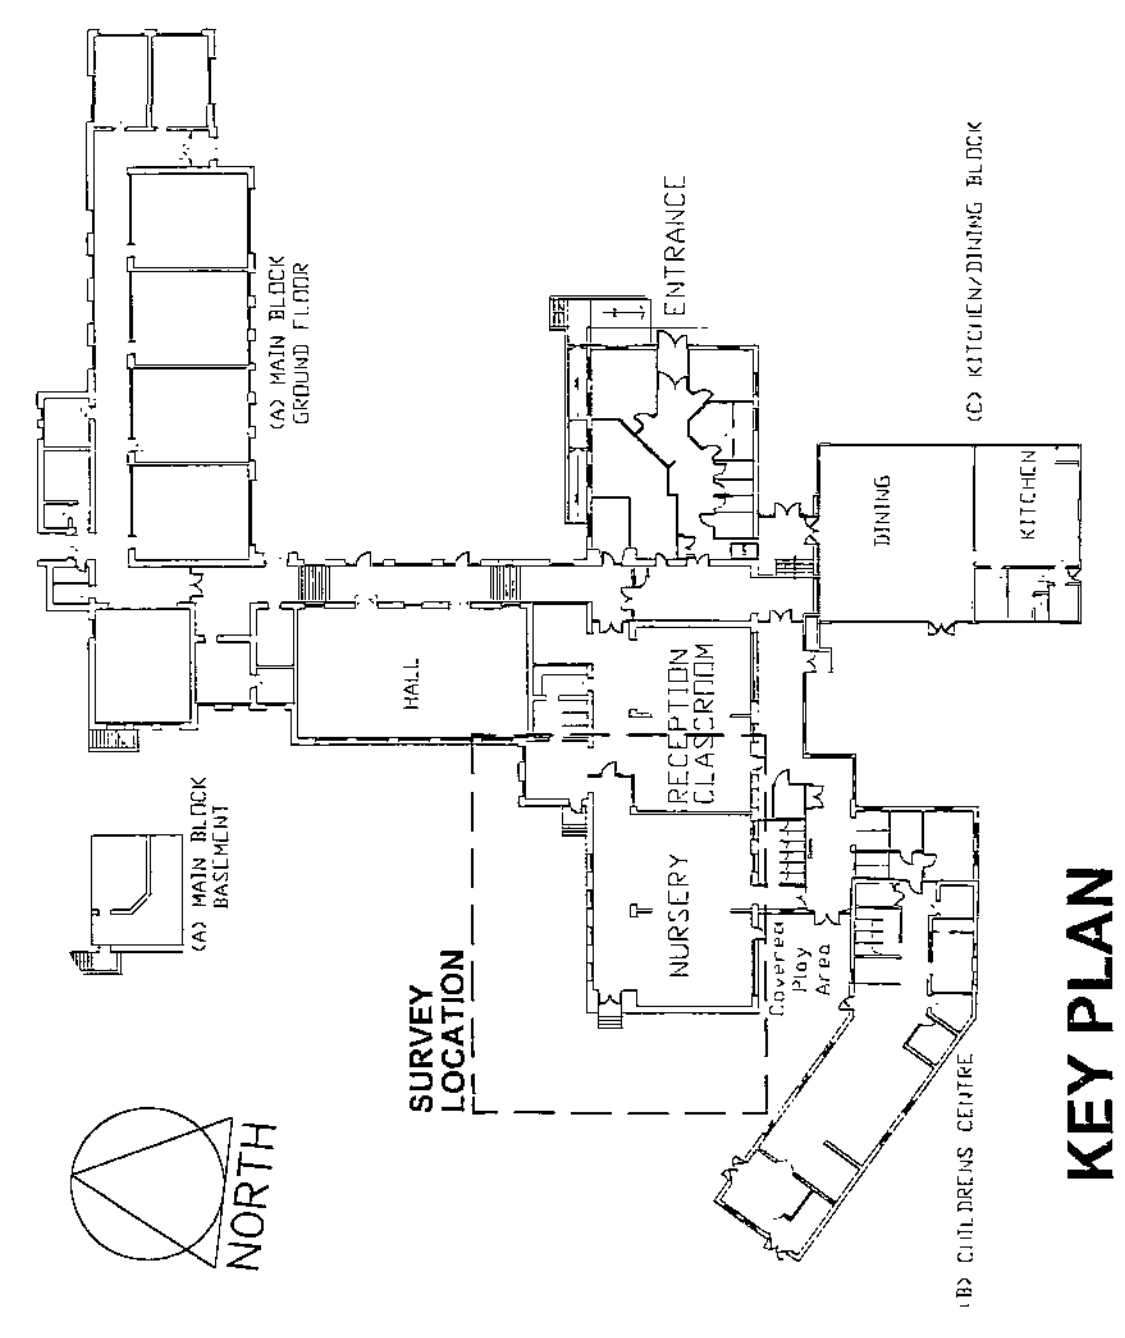 (A) MAIN BLOCK
GROUND FLOOR
ENTRANCE
(C) KITCHEN/DINING BLOCK
DINING
KITCHEN
HALL
RECEPTION
CLASSROOM
(A) MAIN BLOCK
BASEMENT
NURSERY
Covered
Play
Area
SURVEY
LOCATION
NORTH
(B) CHILDRENS CENTRE
KEY PLAN